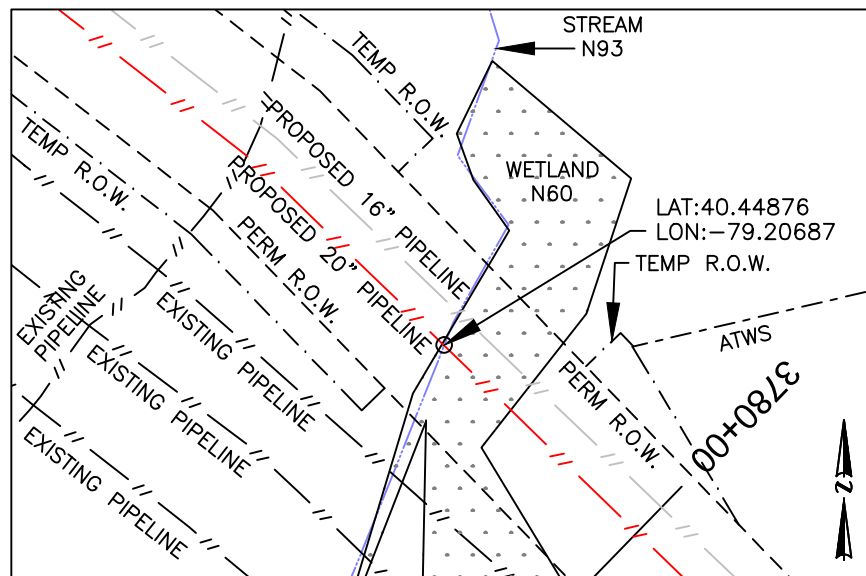 STREAM
N93
TEMP R.O.W.
TEMP R.O.W.
PROPOSED 16" PIPELINE
PROPOSED 20" PIPELINE
PERM R.O.W.
WETLAND
N60
LAT:40.44876
LON:-79.20687
TEMP R.O.W.
ATWS
EXISTING
PIPELINE
EXISTING PIPELINE
EXISTING PIPELINE
EXISTING PIPELINE
PERM R.O.W.
3780+00
N